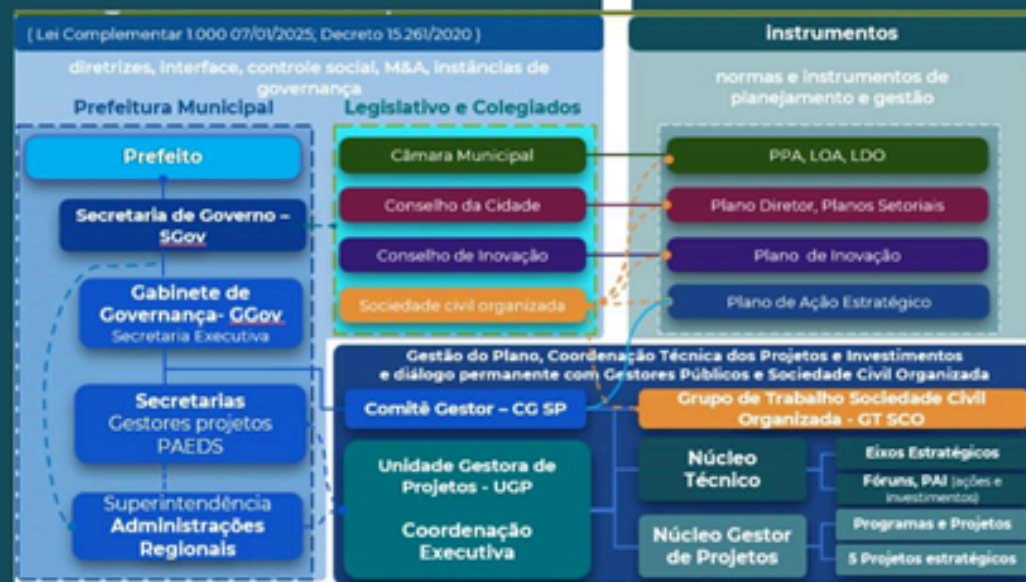 ( Lei Complementar 1.000 07/01/2025; Decreto 15.261/2020 )
diretrizes, interface, controle social, M&A, instâncias de
governança
Prefeitura Municipal
Prefeito
Secretaria de Governo –
SGov
Gabinete de
Governança- GGov
Secretaria Executiva
Secretarias
Gestores projetos
PAEDS
Superintendência
Administrações
Regionais
Legislativo e Colegiados
Câmara Municipal
Conselho da Cidade
Conselho de Inovação
Sociedade civil organizada
instrumentos
normas e instrumentos de
planejamento e gestão
PPA, LOA, LDO
Plano Diretor, Planos Setoriais
Plano de Inovação
Plano de Ação Estratégico
Gestão do Plano, Coordenação Técnica dos Projetos e Investimentos
e diálogo permanente com Gestores Públicos e Sociedade Civil Organizada
Comitê Gestor – CG SP
Grupo de Trabalho Sociedade Civil
Organizada - GT SCO
Unidade Gestora de
Projetos - UGP
Coordenação
Executiva
Núcleo
Técnico
Eixos Estratégicos
Fóruns, PAI (ações e
investimentos)
Núcleo Gestor
de Projetos
Programas e Projetos
5 Projetos estratégicos